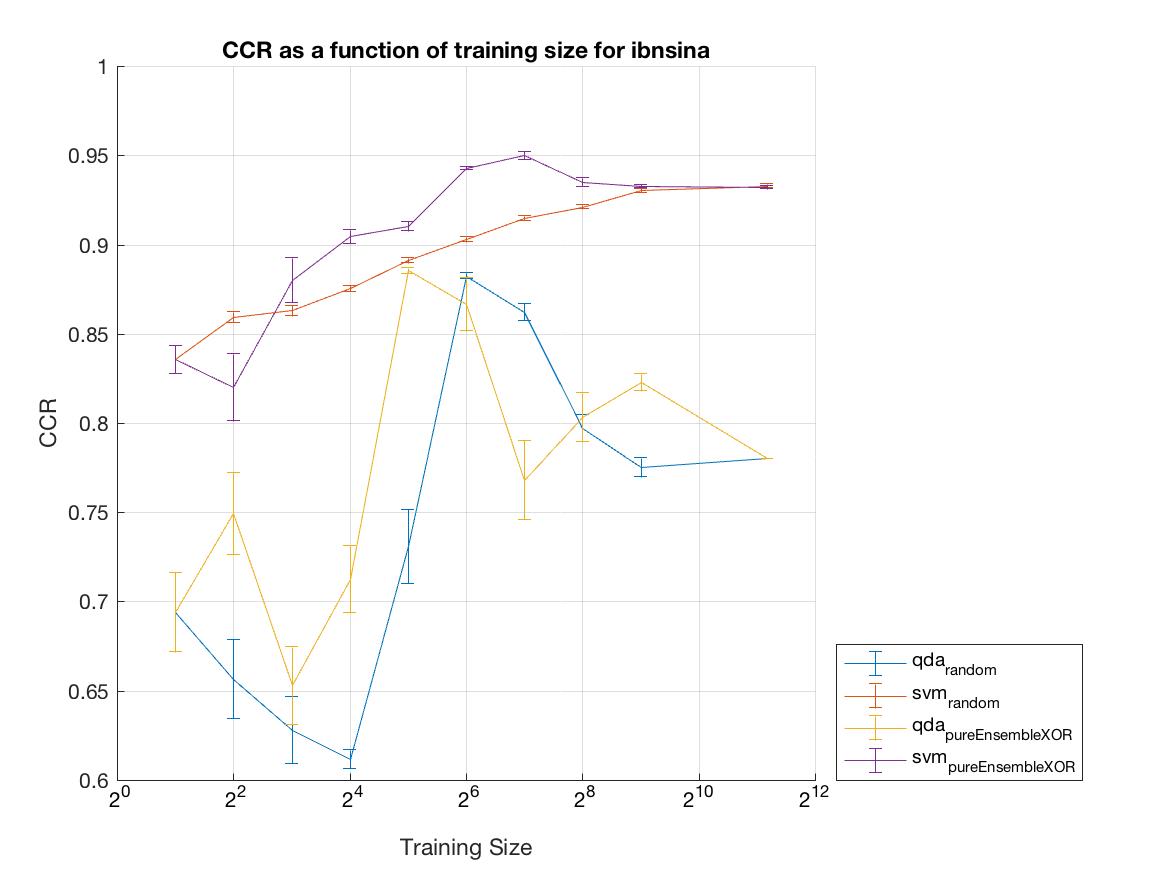 CCR as a function of training size for ibnsina
1
0.95
0.9
0.85
0.8
0.75
0.7
0.65
0.6
CCR
2^0 2^2 2^4 2^6 2^8 2^10 2^12
Training Size
qda_random
svm_random
qda_pureEnsembleXOR
svm_pureEnsembleXOR